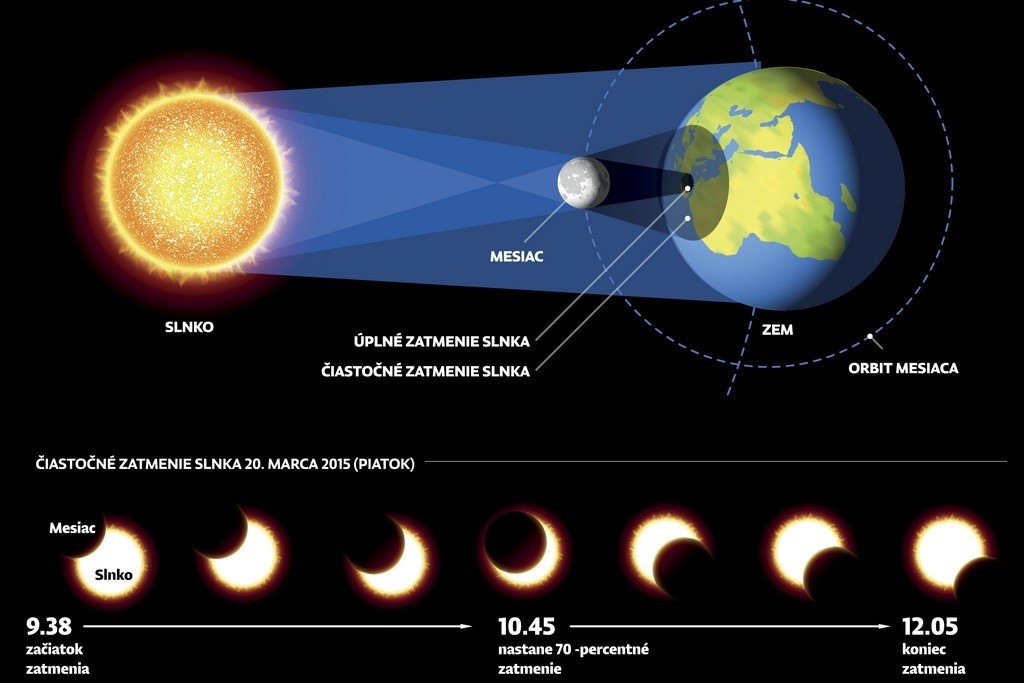 MESIAC
SLNKO
ÚPLNÉ ZATMENIE SLNKA
ZEM
ČIASTOČNÉ ZATMENIE SLNKA
ORBIT MESIACA
ČIASTOČNÉ ZATMENIE SLNKA 20. MARCA 2015 (PIATOK)
Mesiac
Slnko
9.38
začiatok
zatmenia
10.45
nastane 70 -percentné
zatmenie
12.05
koniec
zatmenia